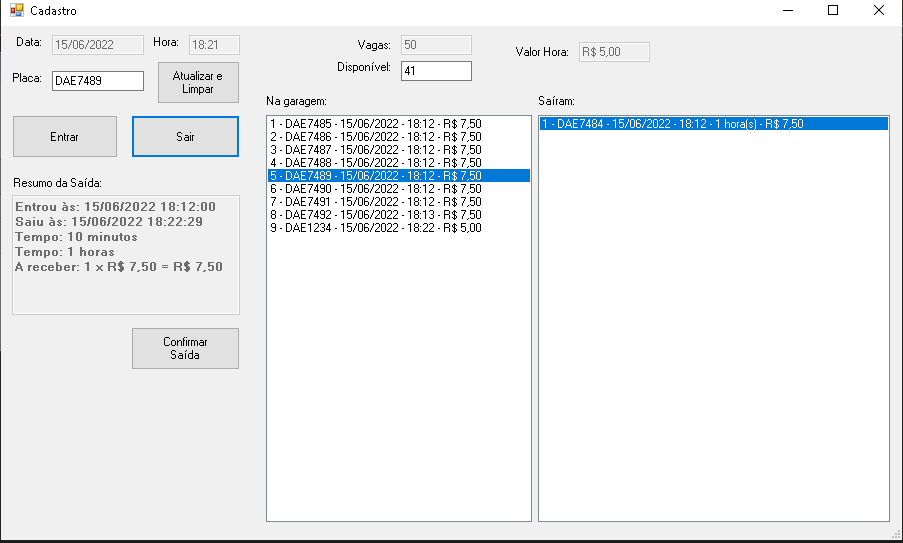 Cadastro
Data: 15/06/2022 Hora: 18:21
Vagas: 50
Valor Hora: R$ 5,00
Disponível: 41
Placa: DAE7489
Atualizar e
Limpar
Entrar
Sair
Resumo da Saída:
Entrou às: 15/06/2022 18:12:00
Saiu às: 15/06/2022 18:22:29
Tempo: 10 minutos
Tempo: 1 horas
A receber: 1 x R$ 7,50 = R$ 7,50
Confirmar
Saída
Na garagem:
1 - DAE7485 - 15/06/2022 - 18:12 - R$ 7,50
2 - DAE7486 - 15/06/2022 - 18:12 - R$ 7,50
3 - DAE7487 - 15/06/2022 - 18:12 - R$ 7,50
4 - DAE7488 - 15/06/2022 - 18:12 - R$ 7,50
5 - DAE7489 - 15/06/2022 - 18:12 - R$ 7,50
6 - DAE7490 - 15/06/2022 - 18:12 - R$ 7,50
7 - DAE7491 - 15/06/2022 - 18:12 - R$ 7,50
8 - DAE7492 - 15/06/2022 - 18:13 - R$ 7,50
9 - DAE1234 - 15/06/2022 - 18:22 - R$ 5,00
Saíram:
1 - DAE7484 - 15/06/2022 - 18:12 - 1 hora(s) - R$ 7,50